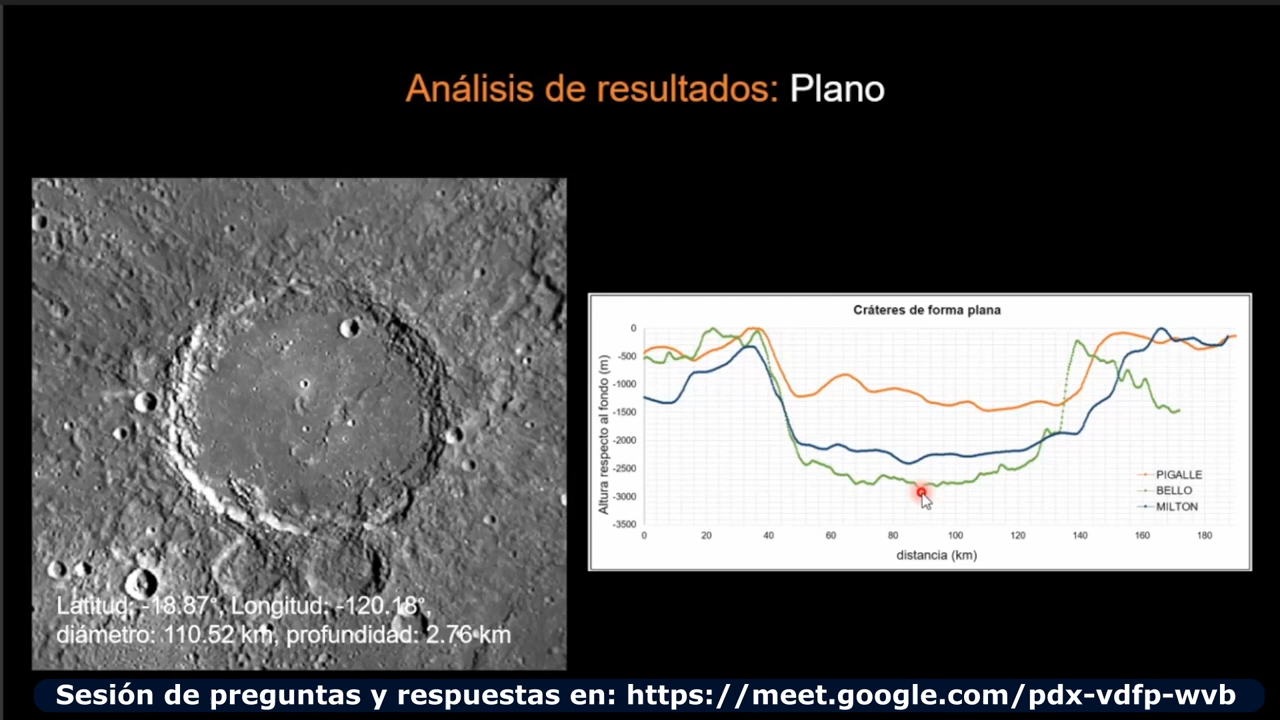 Análisis de resultados: Plano
Latitud: -18.87°, Longitud: -120.18°,
diámetro: 110.52 km, profundidad: 2.76 km
Cráteres de forma plana
Altura respecto al fondo (m)
0
-500
-1000
-1500
-2000
-2500
-3000
-3500
0 20 40 60 80 100 120 140 160 180
distancia (km)
PIGALLE
BELLO
MILTON
Sesión de preguntas y respuestas en: https://meet.google.com/pdx-vdfp-wvb